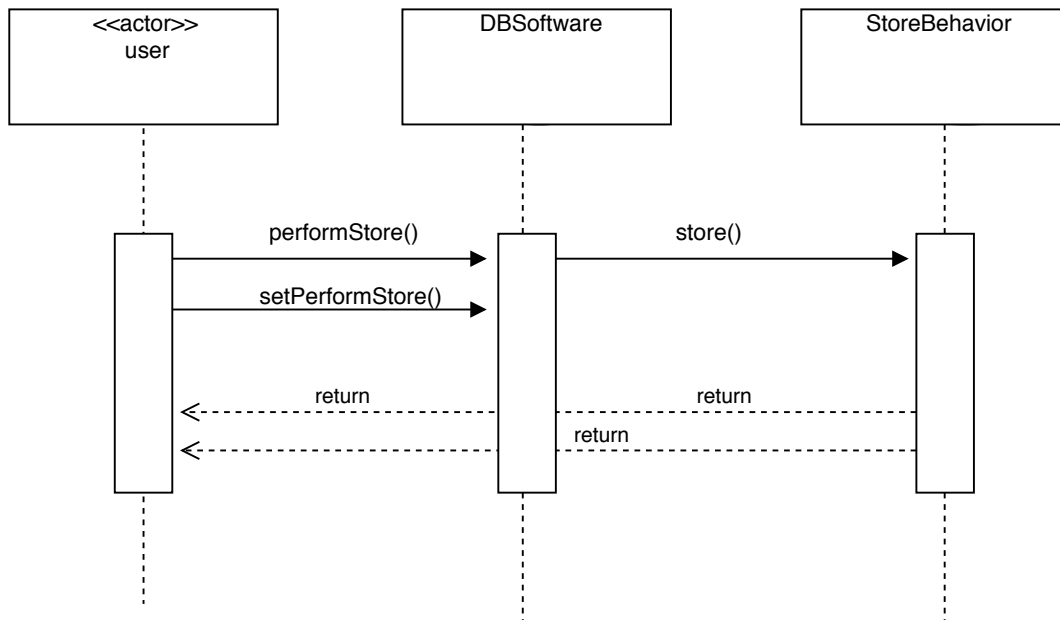 <<actor>>
user
DBSoftware
StoreBehavior
performStore()
store()
setPerformStore()
return
return
return